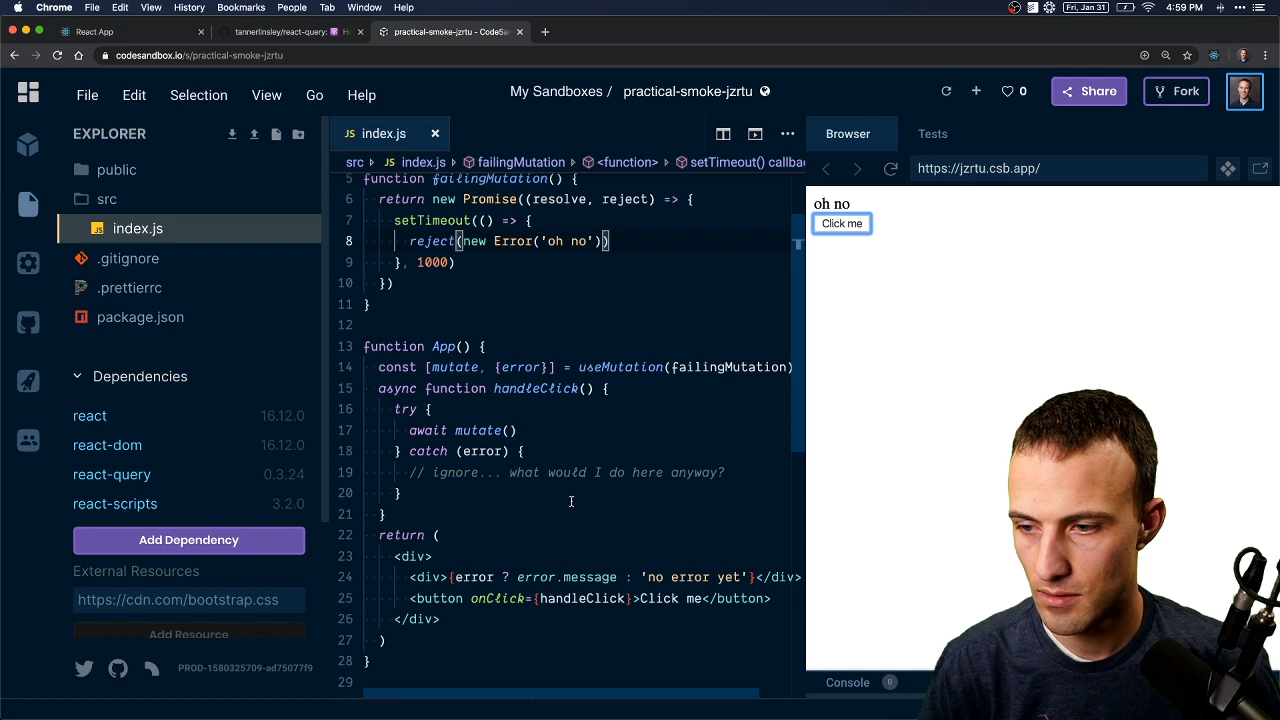 Chrome File Edit View History Bookmarks People Tab Window Help Fri, Jan 31 4:59 PM
React App tannerlinsley/react-query: practical-smoke-jzrtu - CodeSa
codesandbox.io/s/practical-smoke-jzrtu
File Edit Selection View Go Help My Sandboxes / practical-smoke-jzrtu 0 Share Fork
EXPLORER
public
src
index.js
.gitignore
.prettierrc
package.json
Dependencies
react 16.12.0
react-dom 16.12.0
react-query 0.3.24
react-scripts 3.2.0
Add Dependency
External Resources
https://cdn.com/bootstrap.css
Add Resource
PROD-1580325709-ad75077f9
JS index.js
src > JS index.js > failingMutation > <function> > setTimeout() callba
5 function failingMutation() {
6 return new Promise((resolve, reject) => {
7 setTimeout(() => {
8 reject(new Error('oh no'))
9 }, 1000)
10 })
11 }
12
13 function App() {
14 const [mutate, {error}] = useMutation(failingMutation)
15 async function handleClick() {
16 try {
17 await mutate()
18 } catch (error) {
19 // ignore... what would I do here anyway?
20 }
21 }
22 return (
23 <div>
24 <div>{error ? error.message : 'no error yet'}</div>
25 <button onClick={handleClick}>Click me</button>
26 </div>
27 )
28 }
29
Browser Tests
https://jzrtu.csb.app/
oh no
Click me
Console 0